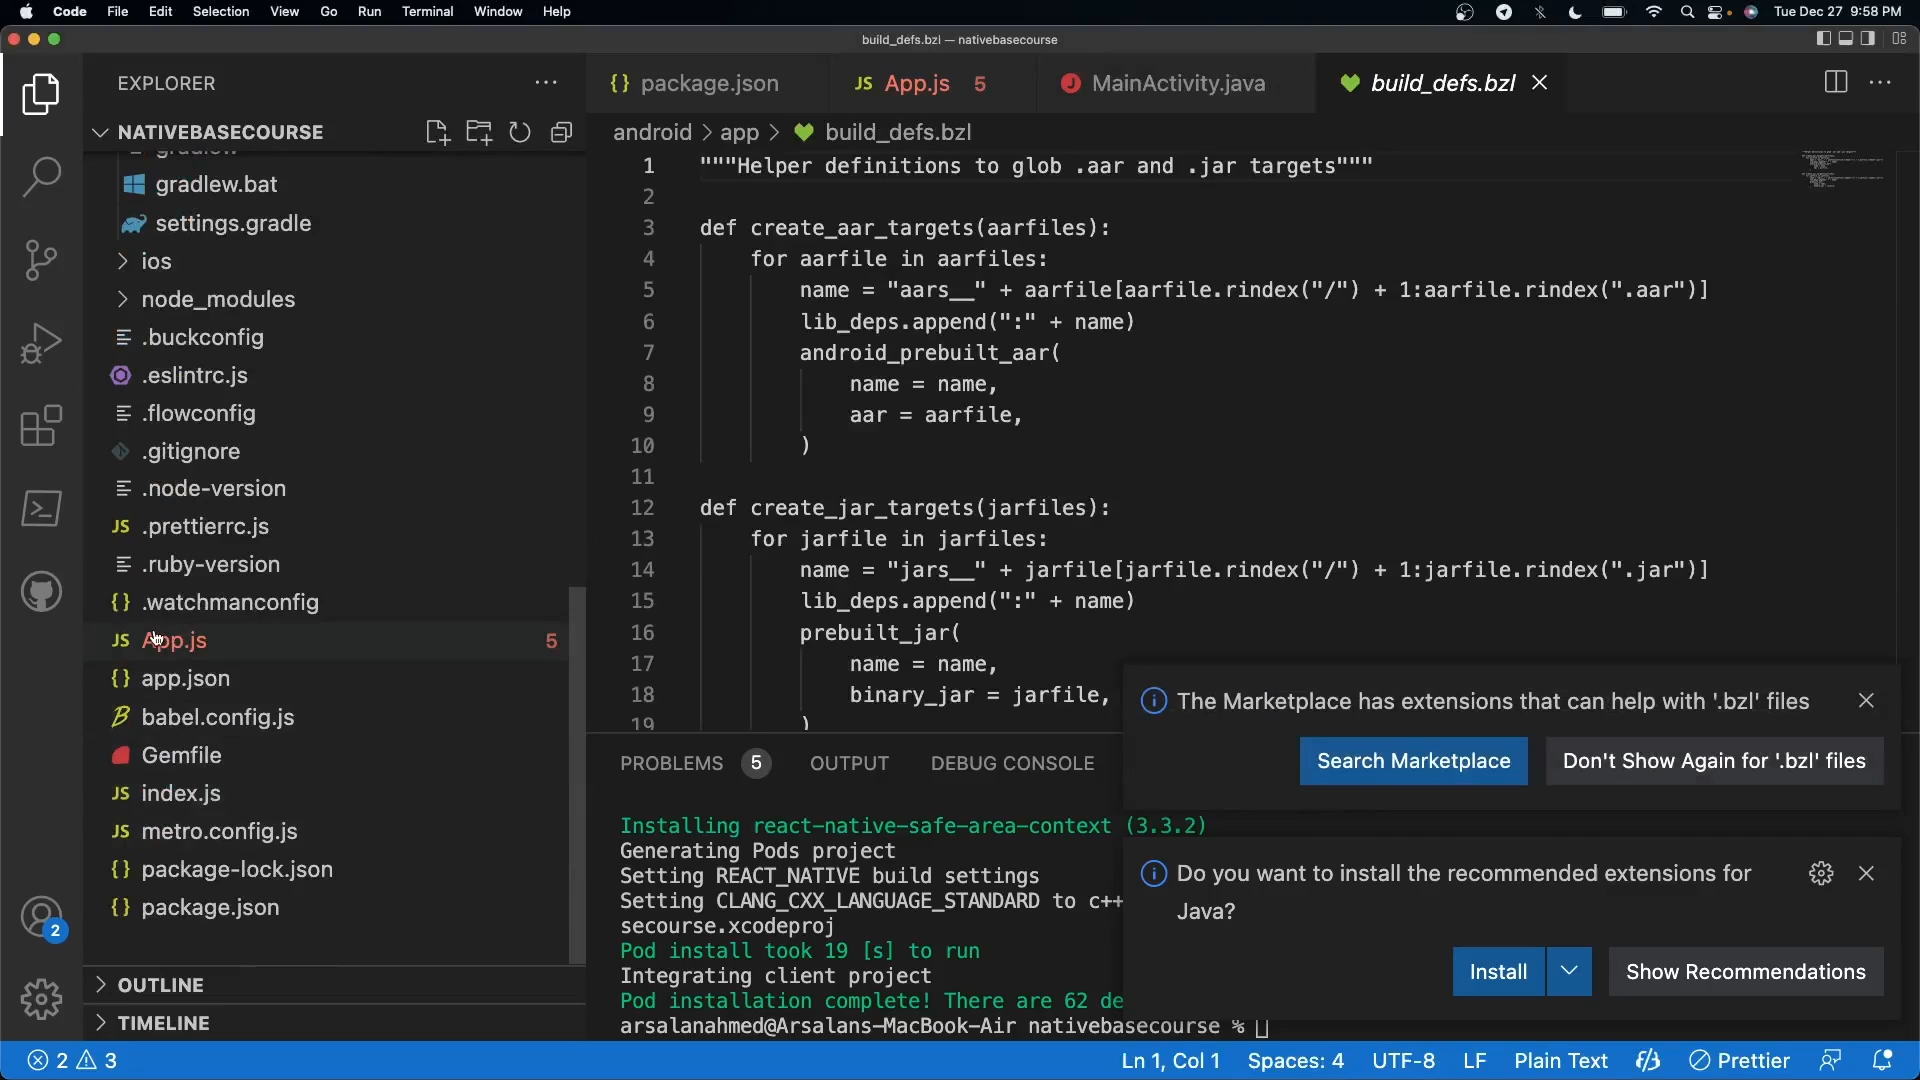 Code File Edit Selection View Go Run Terminal Window Help Tue Dec 27 9:58 PM
build_defs.bzl — nativebasecourse
EXPLORER
NATIVEBASECOURSE
gradlew.bat
settings.gradle
ios
node_modules
.buckconfig
.eslintrc.js
.flowconfig
.gitignore
.node-version
JS .prettierrc.js
.ruby-version
{} .watchmanconfig
JS App.js 5
{} app.json
babel.config.js
Gemfile
JS index.js
JS metro.config.js
{} package-lock.json
{} package.json
OUTLINE
TIMELINE
2
{} package.json JS App.js 5 J MainActivity.java build_defs.bzl
android > app > build_defs.bzl
1 """Helper definitions to glob .aar and .jar targets"""
2
3 def create_aar_targets(aarfiles):
4 for aarfile in aarfiles:
5 name = "aars__" + aarfile[aarfile.rindex("/") + 1:aarfile.rindex(".aar")]
6 lib_deps.append(":" + name)
7 android_prebuilt_aar(
8 name = name,
9 aar = aarfile,
10 )
11
12 def create_jar_targets(jarfiles):
13 for jarfile in jarfiles:
14 name = "jars__" + jarfile[jarfile.rindex("/") + 1:jarfile.rindex(".jar")]
15 lib_deps.append(":" + name)
16 prebuilt_jar(
17 name = name,
18 binary_jar = jarfile,
19 )
PROBLEMS 5 OUTPUT DEBUG CONSOLE
Installing react-native-safe-area-context (3.3.2)
Generating Pods project
Setting REACT_NATIVE build settings
Setting CLANG_CXX_LANGUAGE_STANDARD to c++
secourse.xcodeproj
Pod install took 19 [s] to run
Integrating client project
Pod installation complete! There are 62 de
arsalanahmed@Arsalans-MacBook-Air nativebasecourse %
The Marketplace has extensions that can help with '.bzl' files
Search Marketplace Don't Show Again for '.bzl' files
Do you want to install the recommended extensions for
Java?
Install Show Recommendations
2 3 Ln 1, Col 1 Spaces: 4 UTF-8 LF Plain Text Prettier